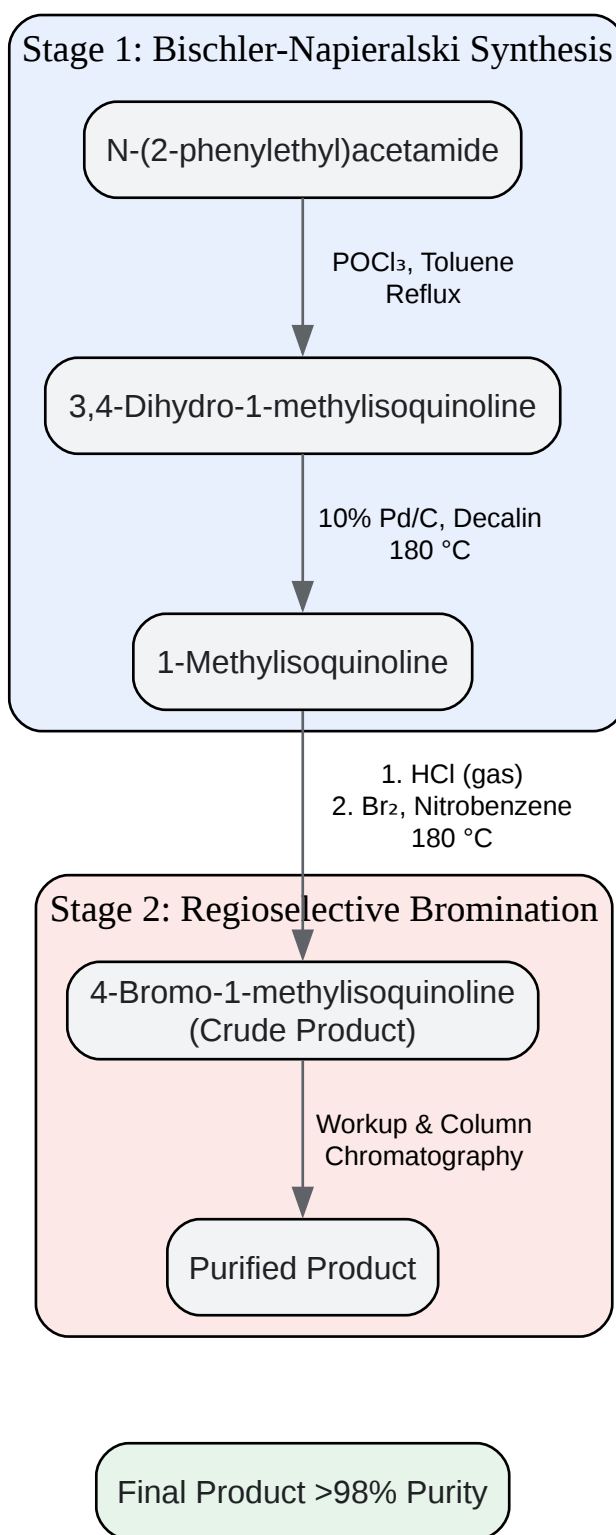 Stage 1: Bischler-Napieralski Synthesis
N-(2-phenylethyl)acetamide
POCl₃, Toluene
Reflux
3,4-Dihydro-1-methylisoquinoline
10% Pd/C, Decalin
180 °C
1-Methylisoquinoline
1. HCl (gas)
2. Br₂, Nitrobenzene
180 °C
Stage 2: Regioselective Bromination
4-Bromo-1-methylisoquinoline
(Crude Product)
Workup & Column
Chromatography
Purified Product
Final Product >98% Purity